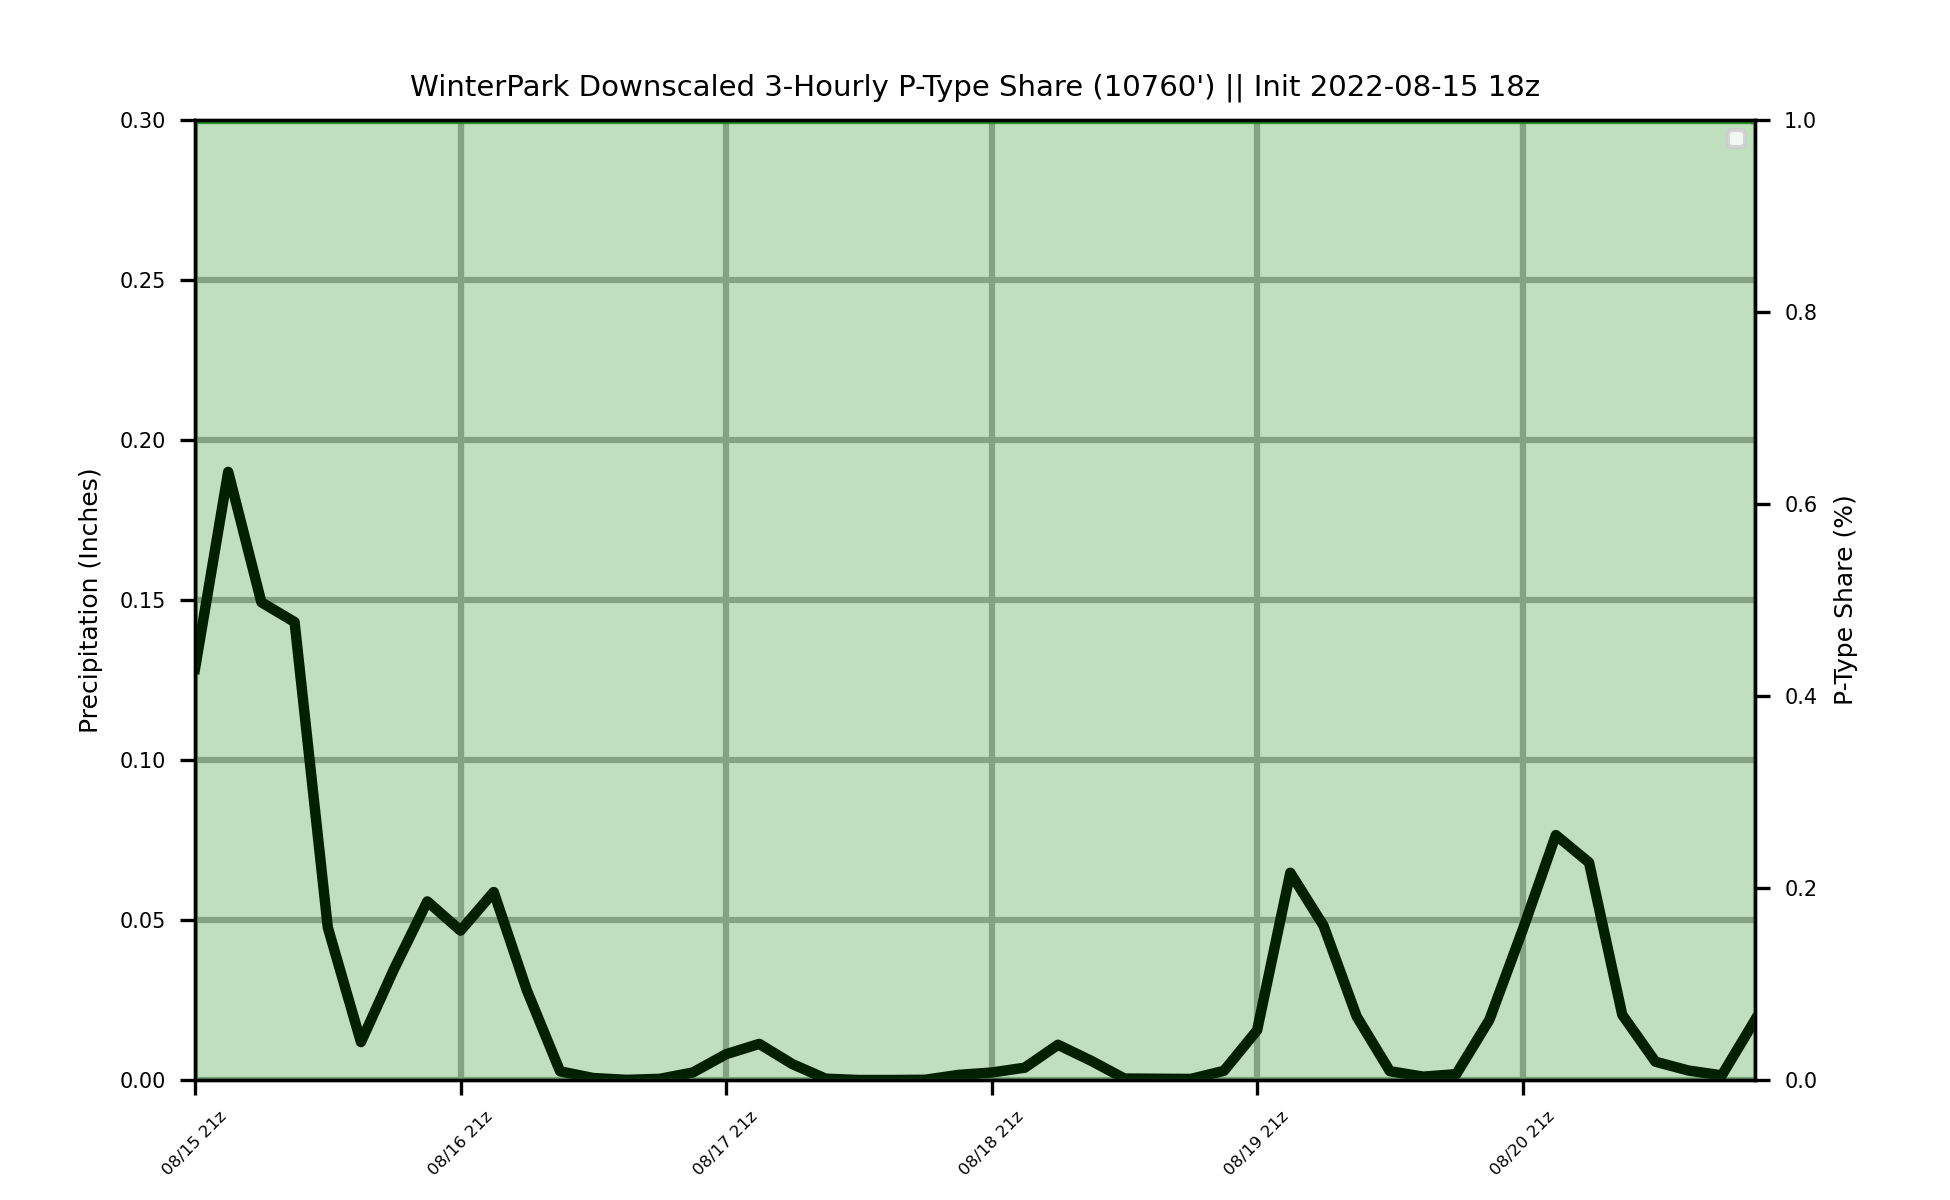 WinterPark Downscaled 3-Hourly P-Type Share (10760') || Init 2022-08-15 18z
0.30
0.25
0.20
0.15
0.10
0.05
0.00
Precipitation (Inches)
1.0
0.8
0.6
0.4
0.2
0.0
P-Type Share (%)
08/15 21z
08/16 21z
08/17 21z
08/18 21z
08/19 21z
08/20 21z